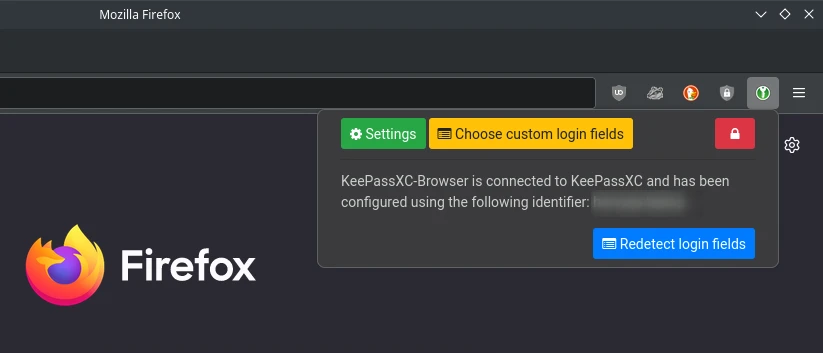 Mozilla Firefox
Settings
Choose custom login fields
KeePassXC-Browser is connected to KeePassXC and has been
configured using the following identifier:
Redetect login fields
Firefox